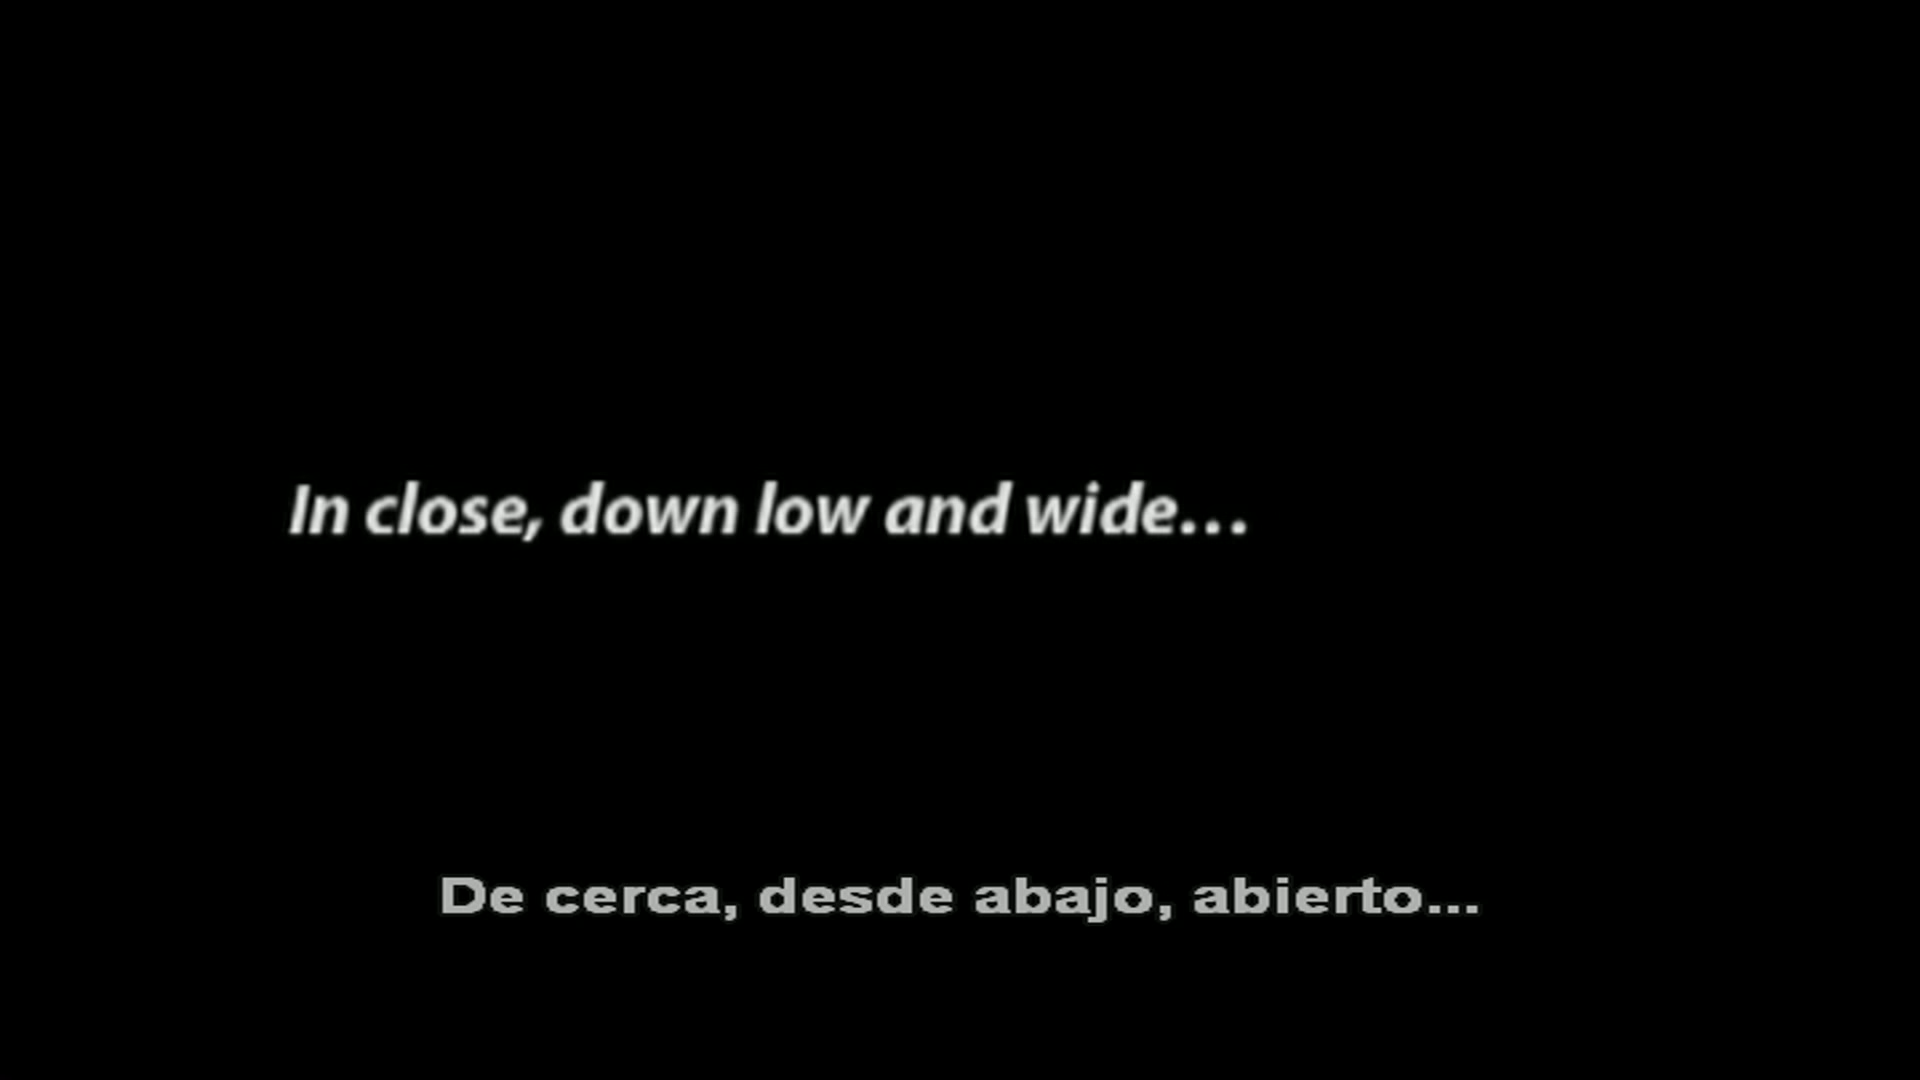 In close, down low and wide...
De cerca, desde abajo, abierto...